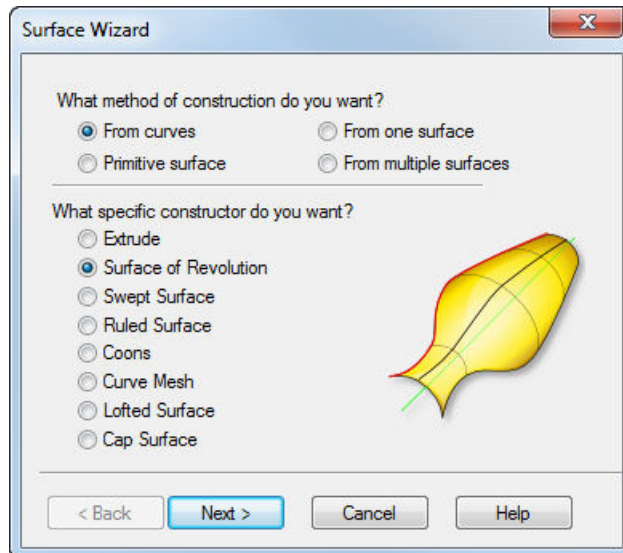 Surface Wizard
What method of construction do you want?
From curves From one surface
Primitive surface From multiple surfaces
What specific constructor do you want?
Extrude
Surface of Revolution
Swept Surface
Ruled Surface
Coons
Curve Mesh
Lofted Surface
Cap Surface
< Back Next > Cancel Help